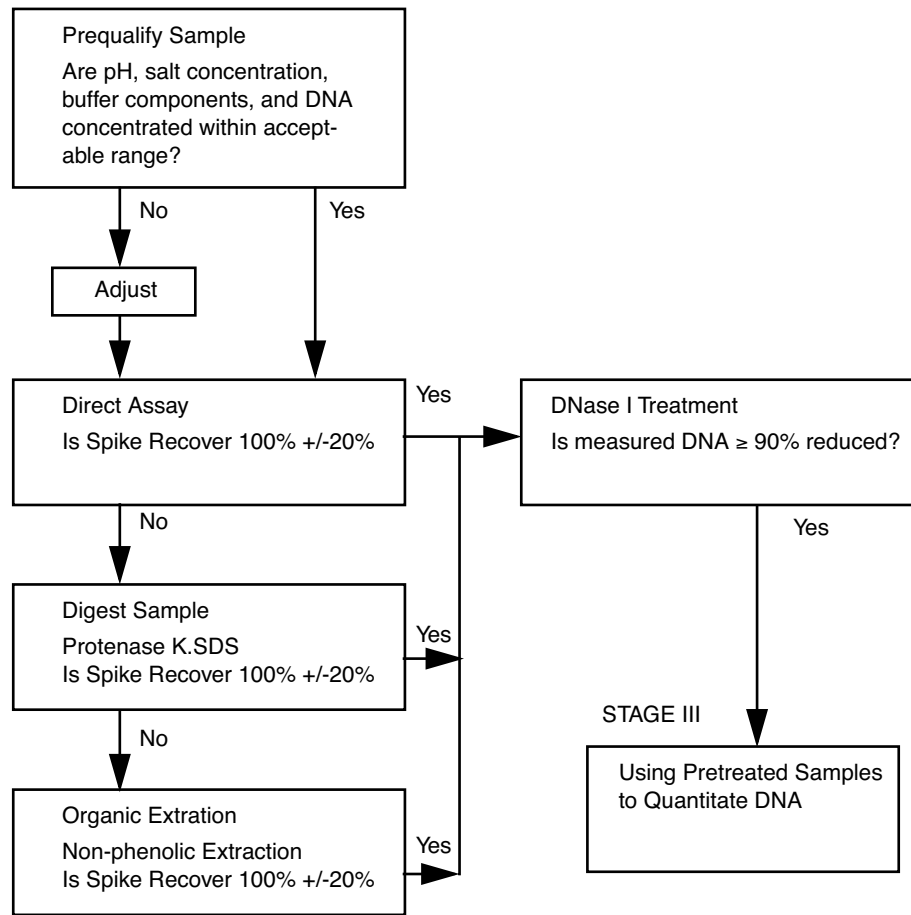 Prequalify Sample
Are pH, salt concentration,
buffer components, and DNA
concentrated within accept-
able range?
No
Yes
Adjust
Direct Assay
Is Spike Recover 100% +/-20%
Yes
DNase I Treatment
Is measured DNA ≥ 90% reduced?
No
Yes
Digest Sample
Protenase K.SDS
Is Spike Recover 100% +/-20%
Yes
No
STAGE III
Using Pretreated Samples
to Quantitate DNA
Organic Extration
Non-phenolic Extraction
Is Spike Recover 100% +/-20%
Yes